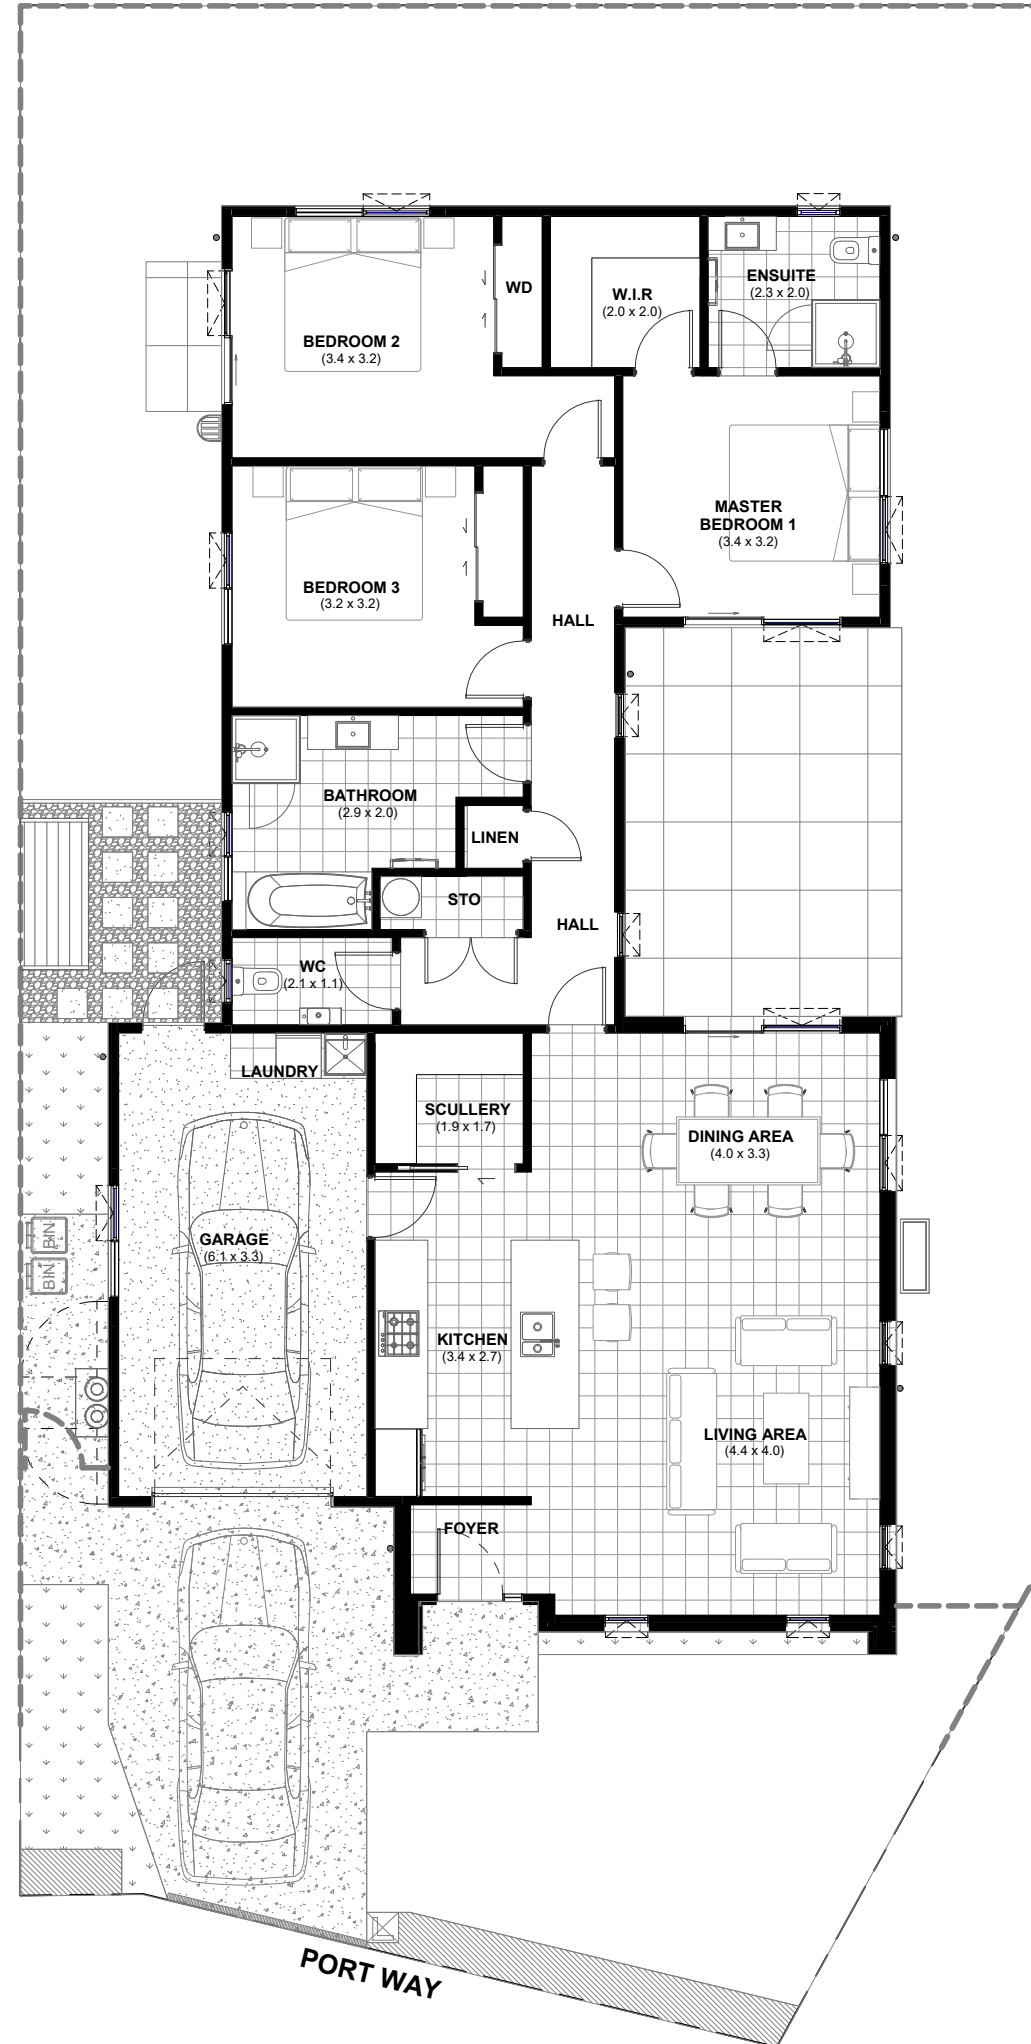 WD
W.I.R
(2.0 x 2.0)
ENSUITE
(2.3 x 2.0)
BEDROOM 2
(3.4 x 3.2)
MASTER
BEDROOM 1
(3.4 x 3.2)
BEDROOM 3
(3.2 x 3.2)
HALL
BATHROOM
(2.9 x 2.0)
LINEN
STO
HALL
WC
(2.1 x 1.1)
LAUNDRY
SCULLERY
(1.9 x 1.7)
DINING AREA
(4.0 x 3.3)
BIN
BIN
GARAGE
(6.1 x 3.3)
KITCHEN
(3.4 x 2.7)
LIVING AREA
(4.4 x 4.0)
FOYER
PORT WAY